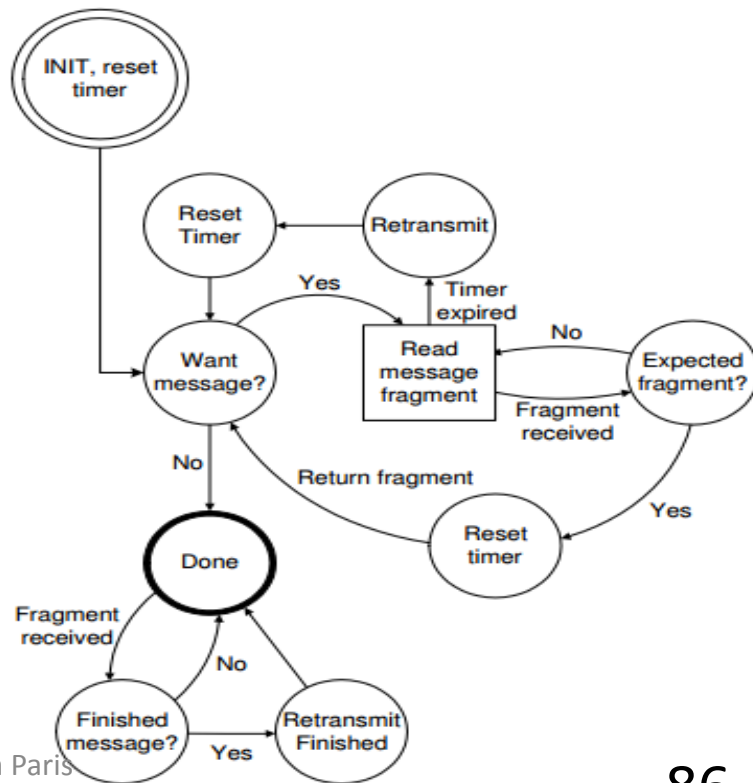 INIT, reset
timer
Reset
Timer
Retransmit
Yes
Timer
expired
No
Want
message?
Read
message
fragment
Expected
fragment?
Fragment
received
No
Return fragment
Yes
Reset
timer
Done
Fragment
received
No
Finished
message?
Yes
Retransmit
Finished
Paris
86